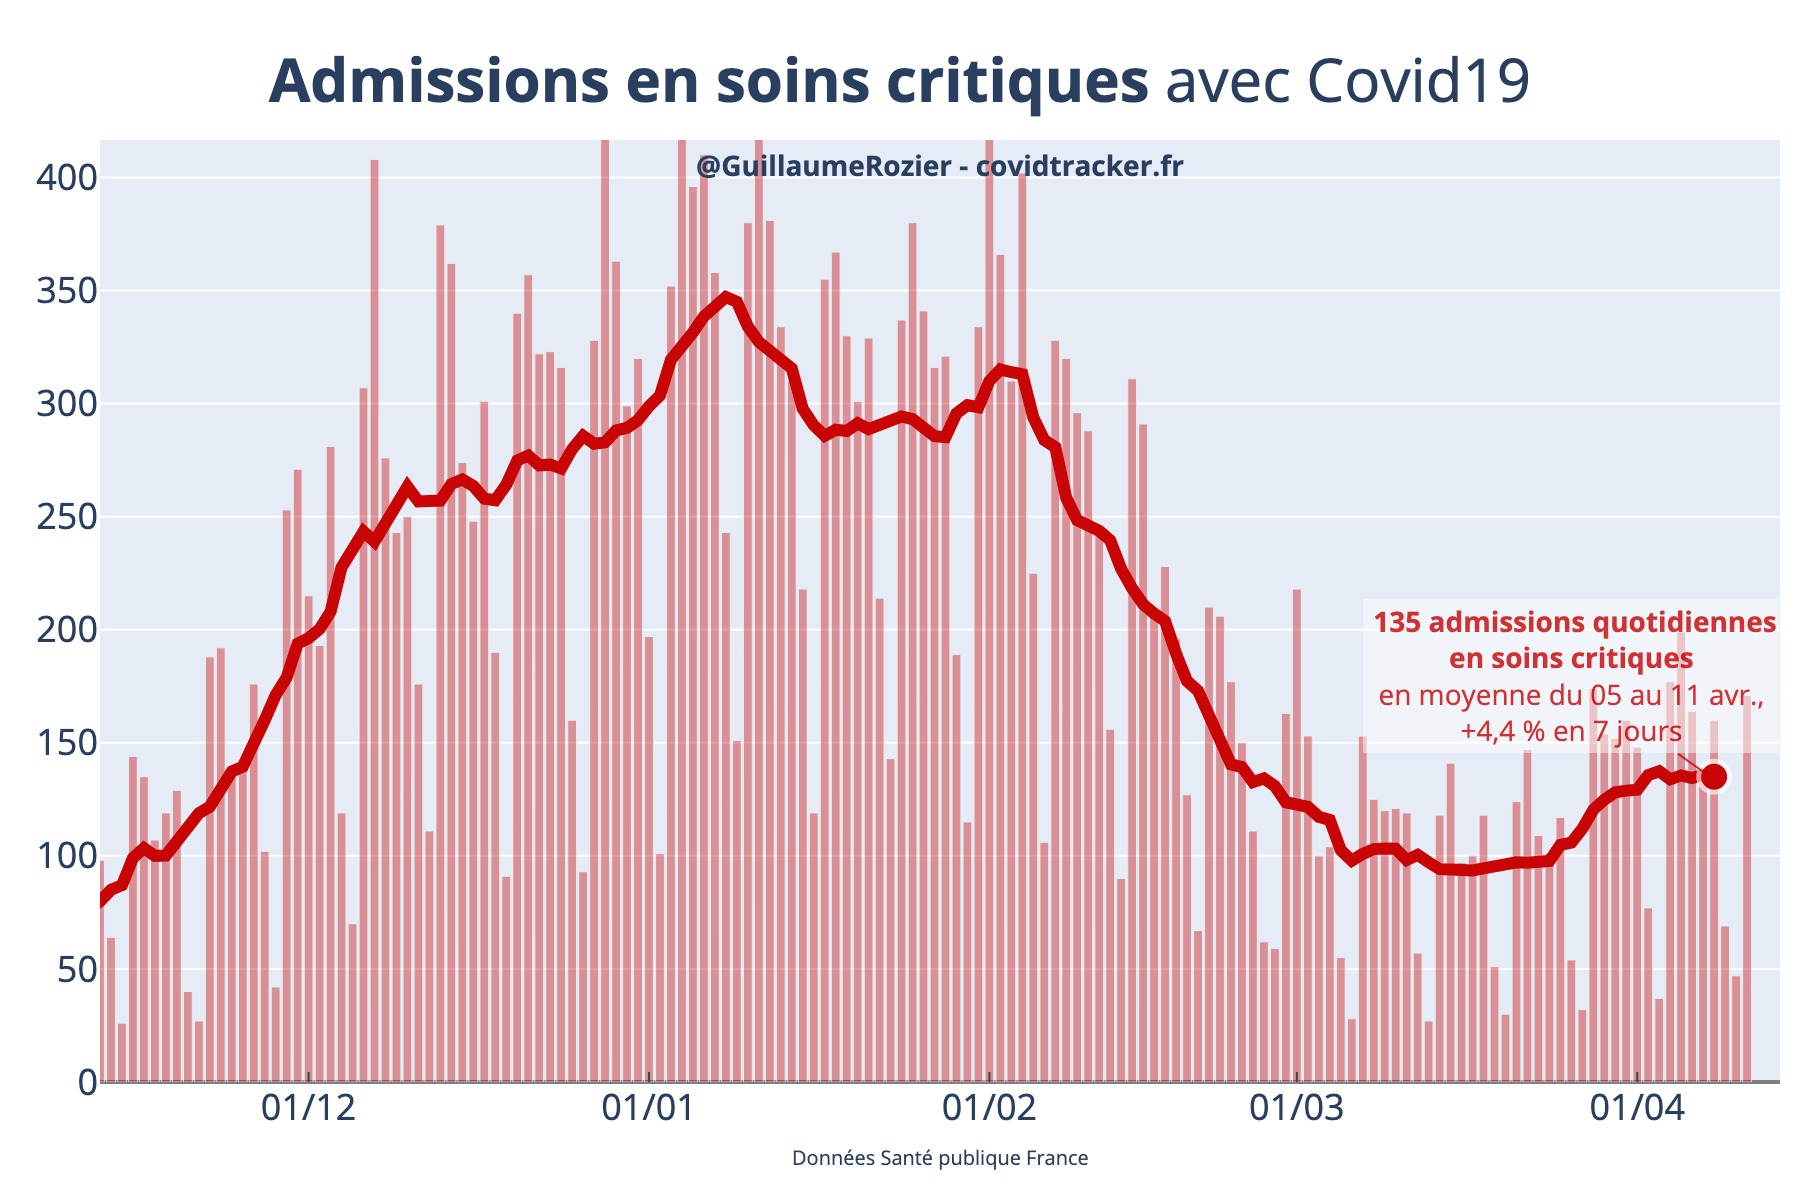 Admissions en soins critiques avec Covid19
@GuillaumeRozier - covidtracker.fr
400
350
300
250
200
150
100
50
0
135 admissions quotidiennes
en soins critiques
en moyenne du 05 au 11 avr.,
+4,4 % en 7 jours
01/12
01/01
01/02
01/03
01/04
Données Santé publique France